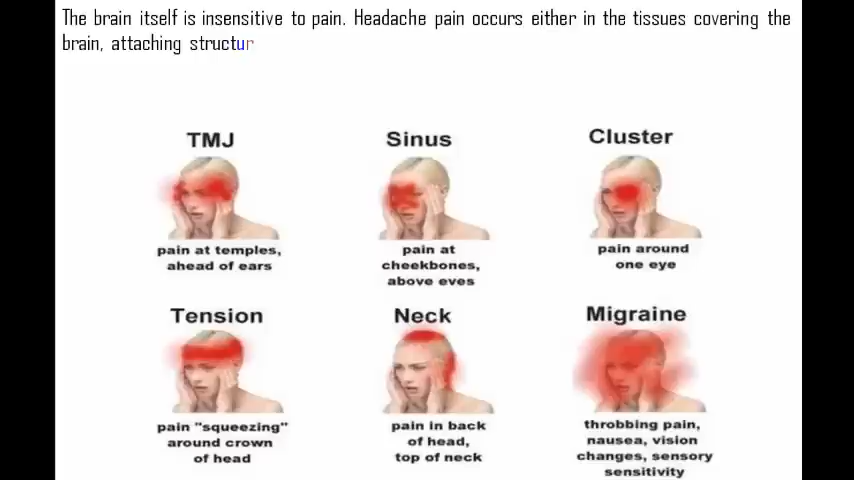 The brain itself is insensitive to pain. Headache pain occurs either in the tissues covering the
brain, attaching structur
TMJ
pain at temples,
ahead of ears
Sinus
pain at
cheekbones,
above eyes
Cluster
pain around
one eye
Tension
pain "squeezing"
around crown
of head
Neck
pain in back
of head,
top of neck
Migraine
throbbing pain,
nausea, vision
changes, sensory
sensitivity